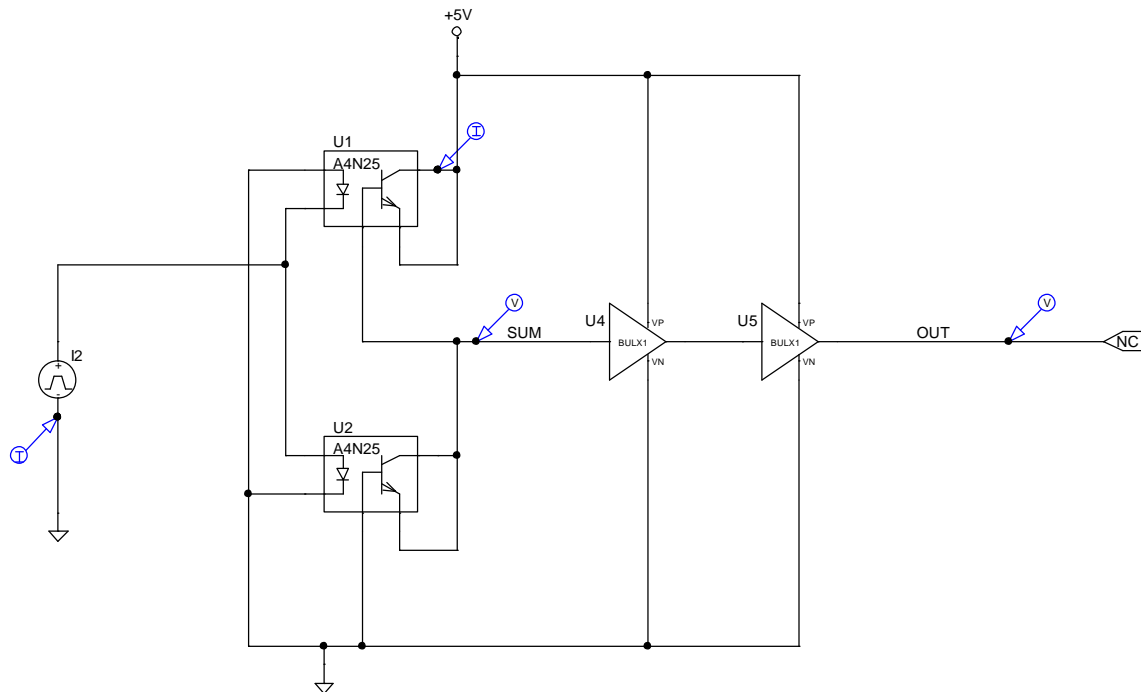 +5V
U1
A4N25
I
V
SUM
U4
VP
BULX1
VN
U5
VP
BULX1
VN
OUT
V
NC
I2
+
-
I
U2
A4N25